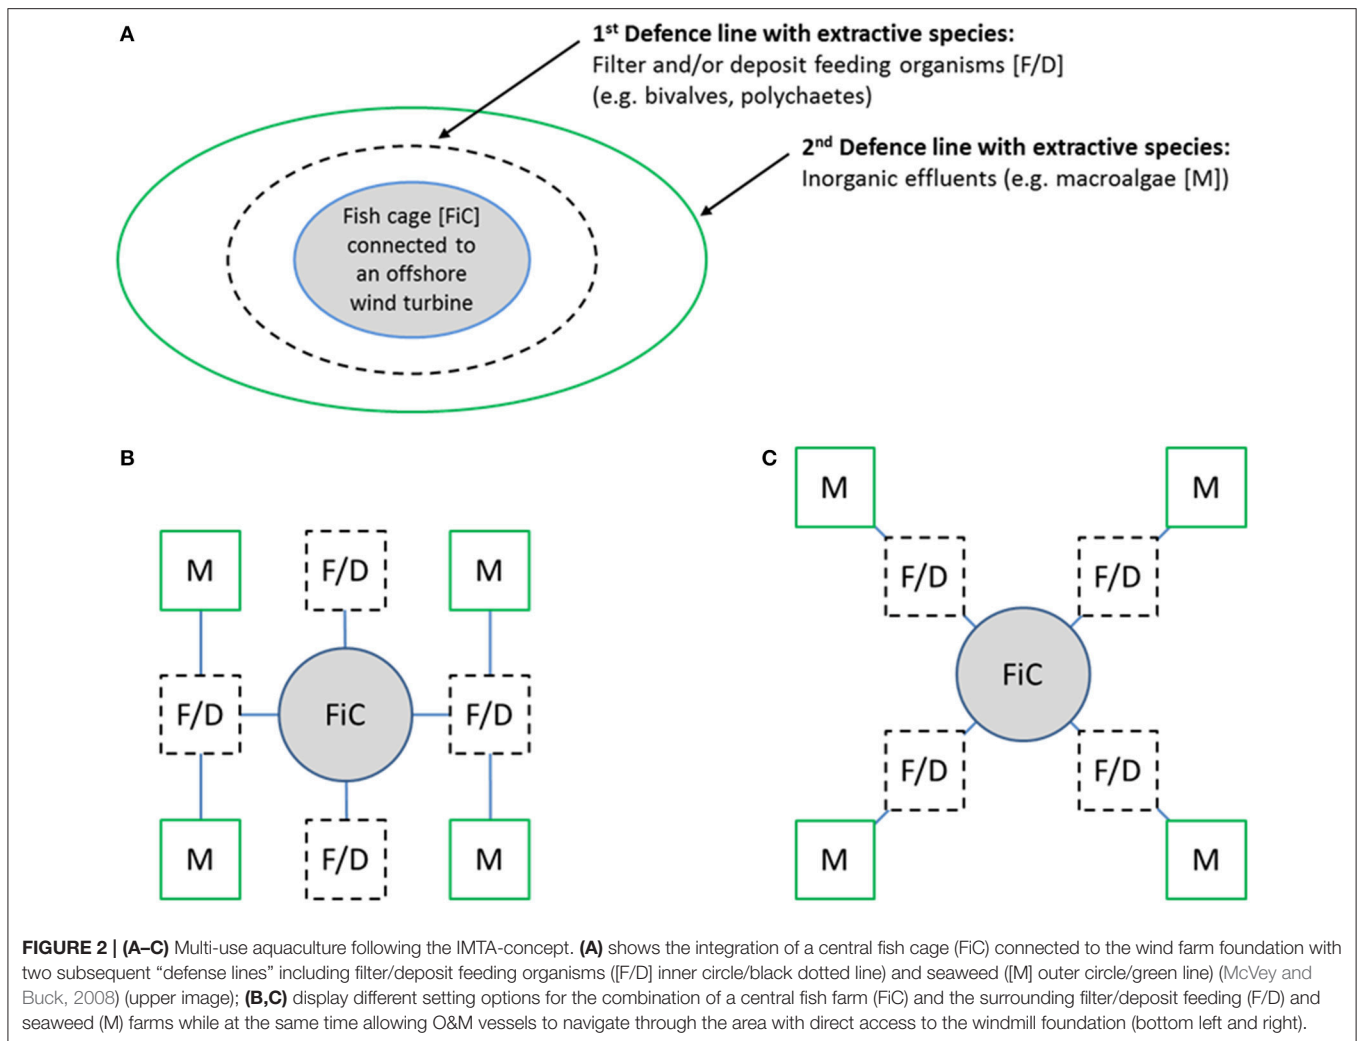 A
1st Defence line with extractive species:
Filter and/or deposit feeding organisms [F/D]
(e.g. bivalves, polychaetes)
2nd Defence line with extractive species:
Inorganic effluents (e.g. macroalgae [M])
Fish cage [FiC]
connected to
an offshore
wind turbine
B
M
F/D
M
F/D
FiC
F/D
M
F/D
M
C
M
M
F/D
F/D
FiC
F/D
F/D
M
M
FIGURE 2 | (A–C) Multi-use aquaculture following the IMTA-concept. (A) shows the integration of a central fish cage (FiC) connected to the wind farm foundation with
two subsequent “defense lines” including filter/deposit feeding organisms ([F/D] inner circle/black dotted line) and seaweed ([M] outer circle/green line) (McVey and
Buck, 2008) (upper image); (B,C) display different setting options for the combination of a central fish farm (FiC) and the surrounding filter/deposit feeding (F/D) and
seaweed (M) farms while at the same time allowing O&M vessels to navigate through the area with direct access to the windmill foundation (bottom left and right).